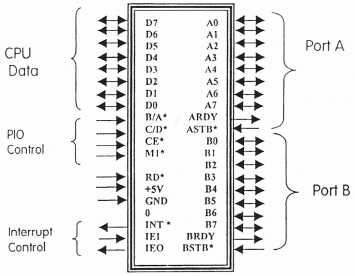 CPU
Data
PIO
Control
Interrupt
Control
D7 A0
D6 A1
D5 A2
D4 A3
D3 A4
D2 A5
D1 A6
D0 A7
B/A* ARDY
C/D* ASTB*
CE* B0
M1* B1
B2
RD* B3
+5V B4
GND B5
0 B6
INT* B7
IEI BRDY
IEO BSTB*
Port A
Port B